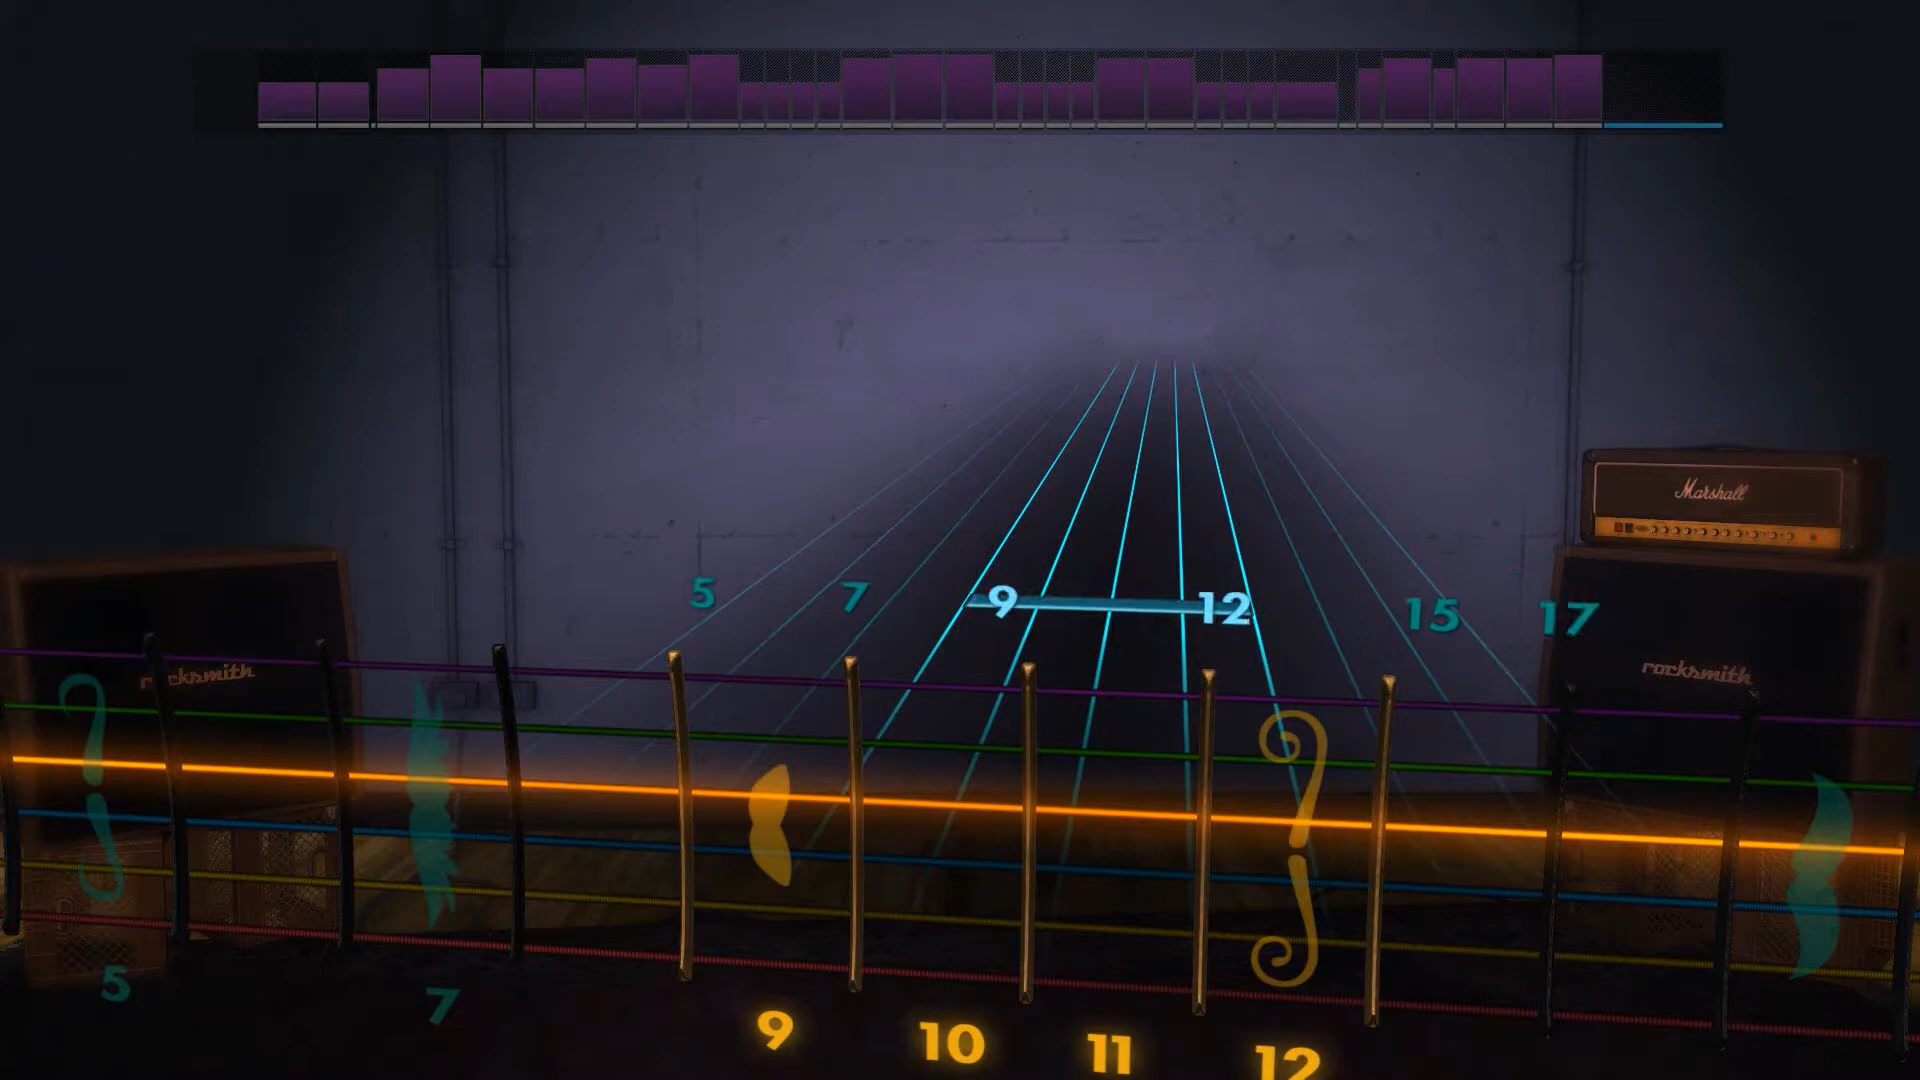 Marshall
5 7 9 12 15 17
rocksmith
rocksmith
5 7 9 10 11 12